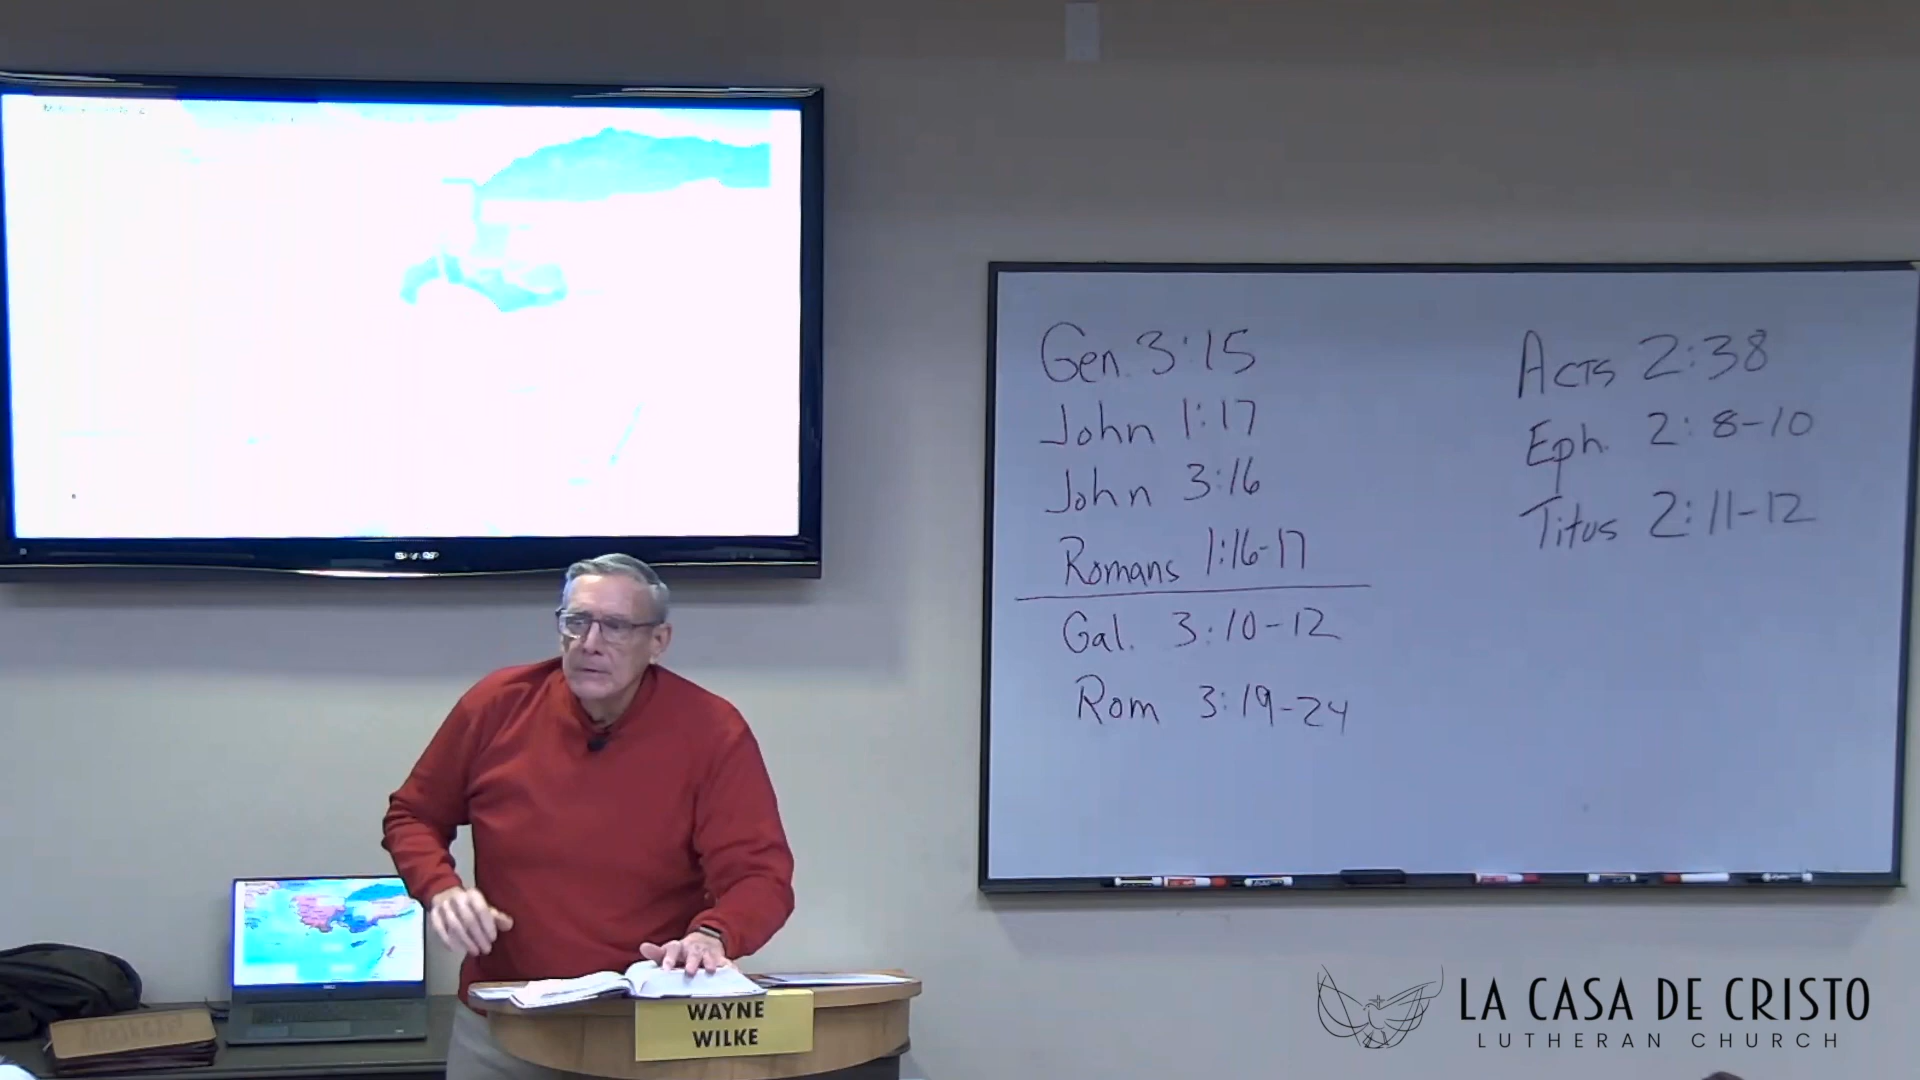 Gen. 3:15
John 1:17
John 3:16
Romans 1:16-17
Gal. 3:10-12
Rom 3:19-24
Acts 2:38
Eph. 2:8-10
Titus 2:11-12
SHARP
DELL
WAYNE
WILKE
LA CASA DE CRISTO
LUTHERAN CHURCH